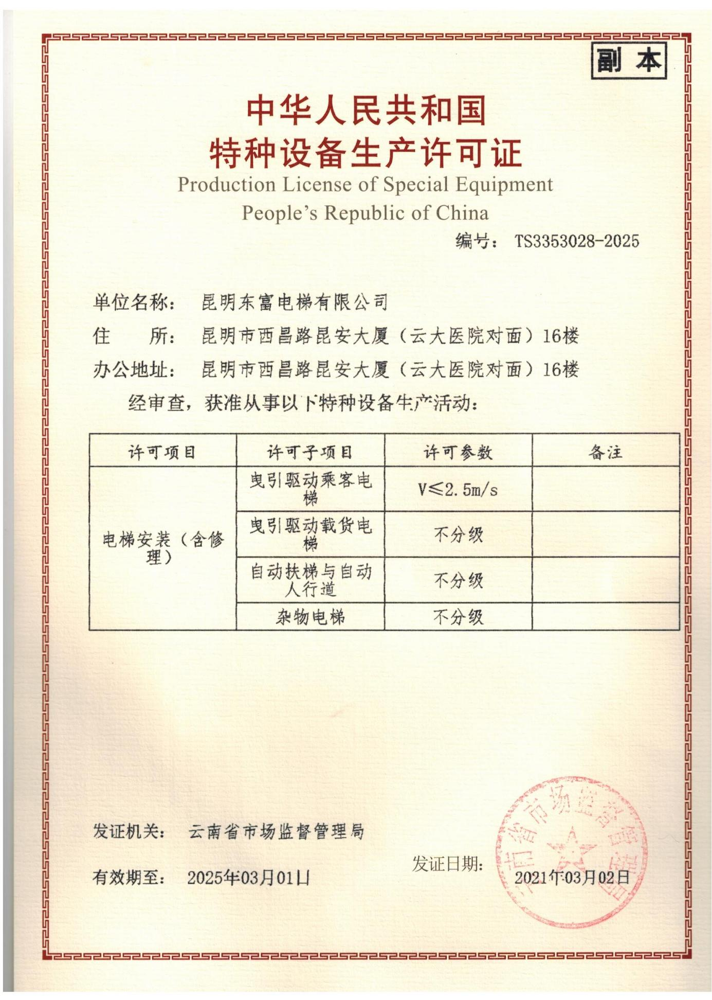 副 本
中华人民共和国
特种设备生产许可证
Production License of Special Equipment
People's Republic of China
编号: TS3353028-2025
单位名称: 昆明东富电梯有限公司
住 所: 昆明市西昌路昆安大厦（云大医院对面）16楼
办公地址: 昆明市西昌路昆安大厦（云大医院对面）16楼
经审查，获准从事以下特种设备生产活动:
许可项目 许可子项目 许可参数 备注
电梯安装（含修
理）
曳引驱动乘客电
梯
V≤2.5m/s
曳引驱动载货电
梯
不分级
自动扶梯与自动
人行道
不分级
杂物电梯 不分级
发证机关: 云南省市场监督管理局
有效期至: 2025年03月01日
发证日期:
2021年03月02日
云南省市场监督管理局